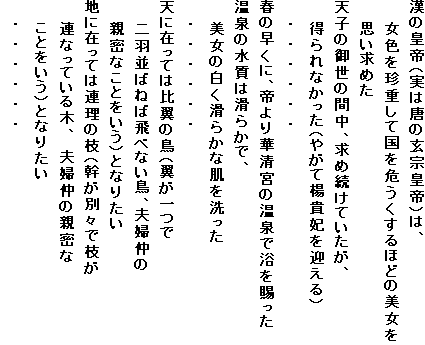 漢の皇帝(実は唐の玄宗皇帝)は、
女色を珍重して国を危うくするほどの美女を
思い求めた
天子の御世の間中、求め続けていたが、
得られなかった(やがて楊貴妃を迎える)
・・・・・
春の早くに、帝より華清宮の温泉で浴を賜った
温泉の水質は滑らかで、
美女の白く滑らかな肌を洗った
・・・・・
天に在っては比翼の鳥(翼が一つで
二羽並ばねば飛べない鳥、夫婦仲の
親密なことをいう)となりたい
地に在っては連理の枝(幹が別々で枝が
連なっている木、夫婦仲の親密な
ことをいう)となりたい
・・・・・